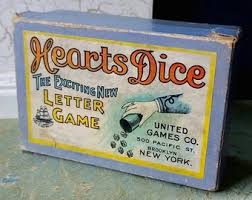 Hearts Dice
THE EXCITING NEW
LETTER
GAME
UNITED
GAMES CO.
500 PACIFIC ST.
BROOKLYN
NEW YORK.